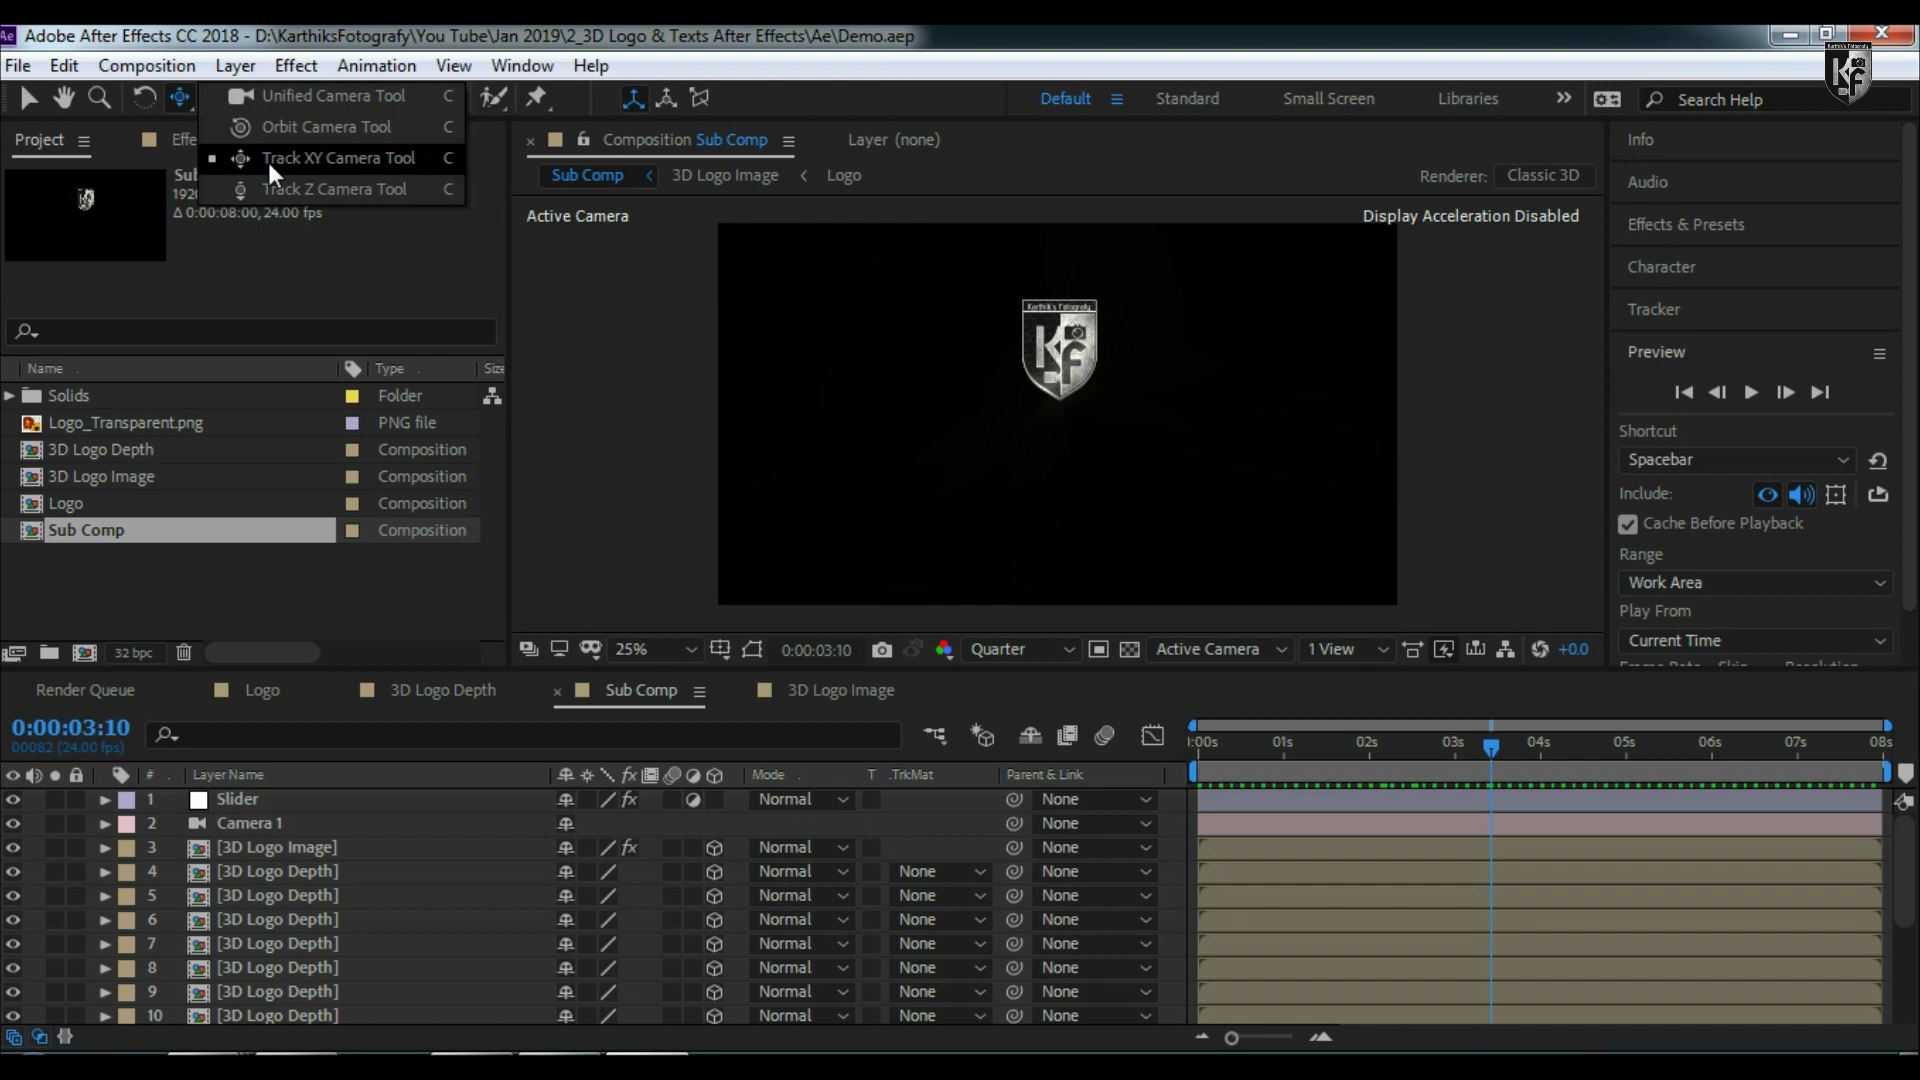 Adobe After Effects CC 2018 - D:\KarthiksFotografy\You Tube\Jan 2019\2_3D Logo & Texts After Effects\Ae\Demo.aep
File Edit Composition Layer Effect Animation View Window Help
Unified Camera Tool C
Orbit Camera Tool C
Track XY Camera Tool C
Track Z Camera Tool C
Default Standard Small Screen Libraries Search Help
Project Effe
Sub
1920
Δ 0:00:08:00, 24.00 fps
Composition Sub Comp Layer (none)
Sub Comp 3D Logo Image Logo
Renderer: Classic 3D
Active Camera
Display Acceleration Disabled
Karthik's Fotografy
KF
Info
Audio
Effects & Presets
Character
Tracker
Preview
Shortcut
Spacebar
Include:
Cache Before Playback
Range
Work Area
Play From
Current Time
Frame Rate Skip Resolution
Name Type Size
Solids Folder
Logo_Transparent.png PNG file
3D Logo Depth Composition
3D Logo Image Composition
Logo Composition
Sub Comp Composition
32 bpc
25% 0:00:03:10 Quarter Active Camera 1 View +0.0
Render Queue Logo 3D Logo Depth Sub Comp 3D Logo Image
0:00:03:10
00082 (24.00 fps)
:00s 01s 02s 03s 04s 05s 06s 07s 08s
# Layer Name fx Mode T .TrkMat Parent & Link
1 Slider fx Normal None
2 Camera 1 None
3 [3D Logo Image] fx Normal None
4 [3D Logo Depth] Normal None None
5 [3D Logo Depth] Normal None None
6 [3D Logo Depth] Normal None None
7 [3D Logo Depth] Normal None None
8 [3D Logo Depth] Normal None None
9 [3D Logo Depth] Normal None None
10 [3D Logo Depth] Normal None None